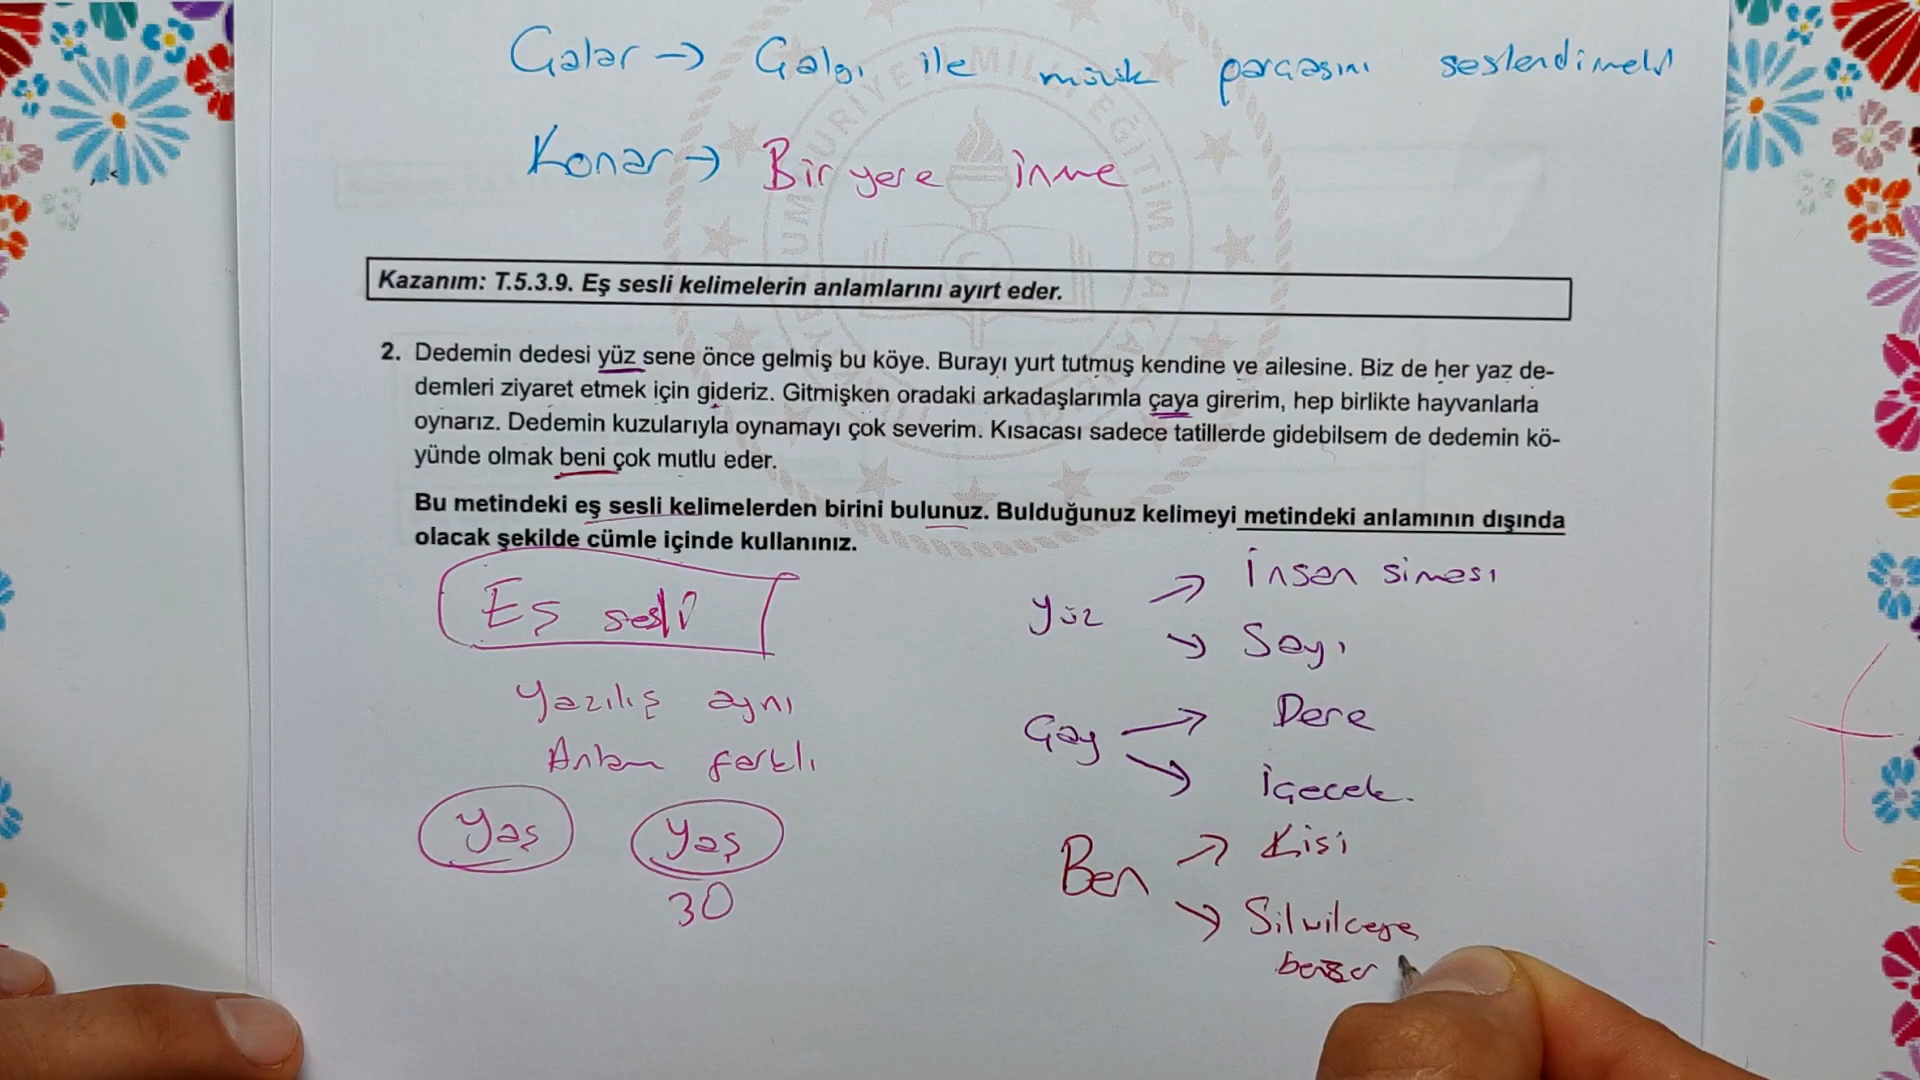 Çalar → Çalgı ile müzik parçasını seslendirmek
Konar → Bir yere inme
Kazanım: T.5.3.9. Eş sesli kelimelerin anlamlarını ayırt eder.
2. Dedemin dedesi yüz sene önce gelmiş bu köye. Burayı yurt tutmuş kendine ve ailesine. Biz de her yaz de-
demleri ziyaret etmek için gideriz. Gitmişken oradaki arkadaşlarımla çaya girerim, hep birlikte hayvanlarla
oynarız. Dedemin kuzularıyla oynamayı çok severim. Kısacası sadece tatillerde gidebilsem de dedemin kö-
yünde olmak beni çok mutlu eder.
Bu metindeki eş sesli kelimelerden birini bulunuz. Bulduğunuz kelimeyi metindeki anlamının dışında
olacak şekilde cümle içinde kullanınız.
Eş sesli
Yazılış aynı
Anlam farklı
Yaş Yaş
30
Yüz → İnsan siması
→ Sayı
Çay → Dere
→ İçecek.
Ben → Kişi
→ Sivilceye
benzer